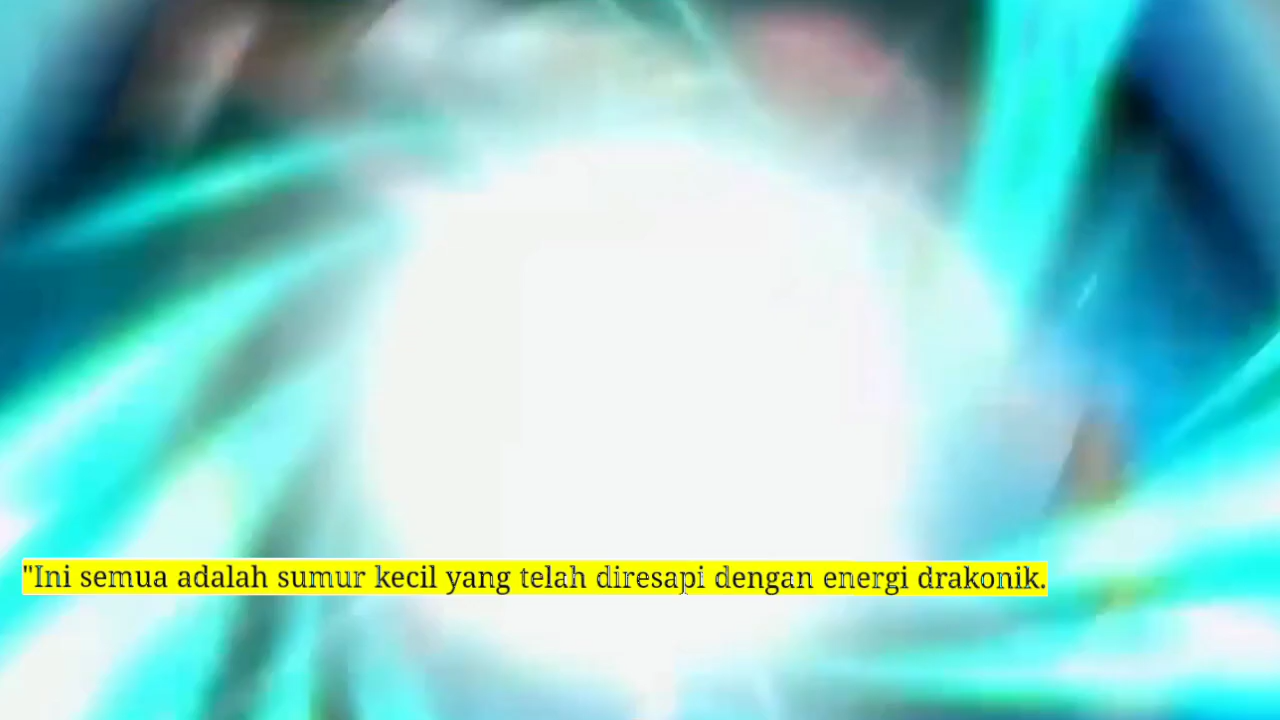 "Ini semua adalah sumur kecil yang telah diresapi dengan energi drakonik.